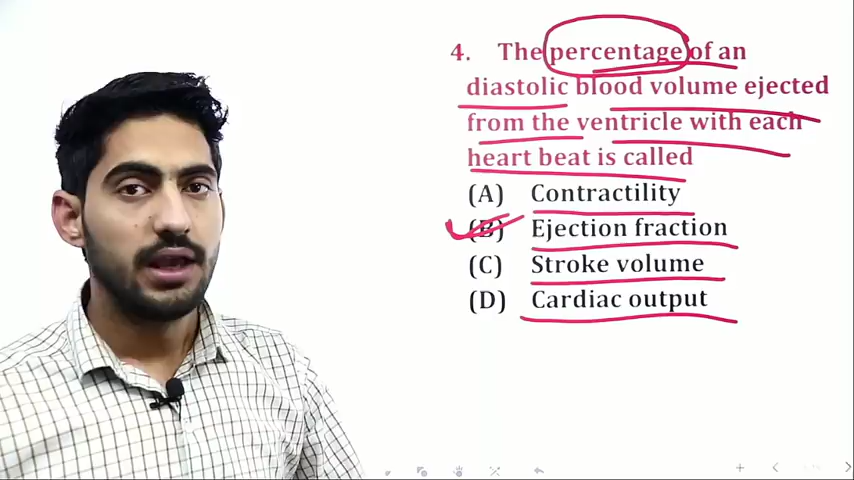 4. The percentage of an
diastolic blood volume ejected
from the ventricle with each
heart beat is called
(A) Contractility
(B) Ejection fraction
(C) Stroke volume
(D) Cardiac output